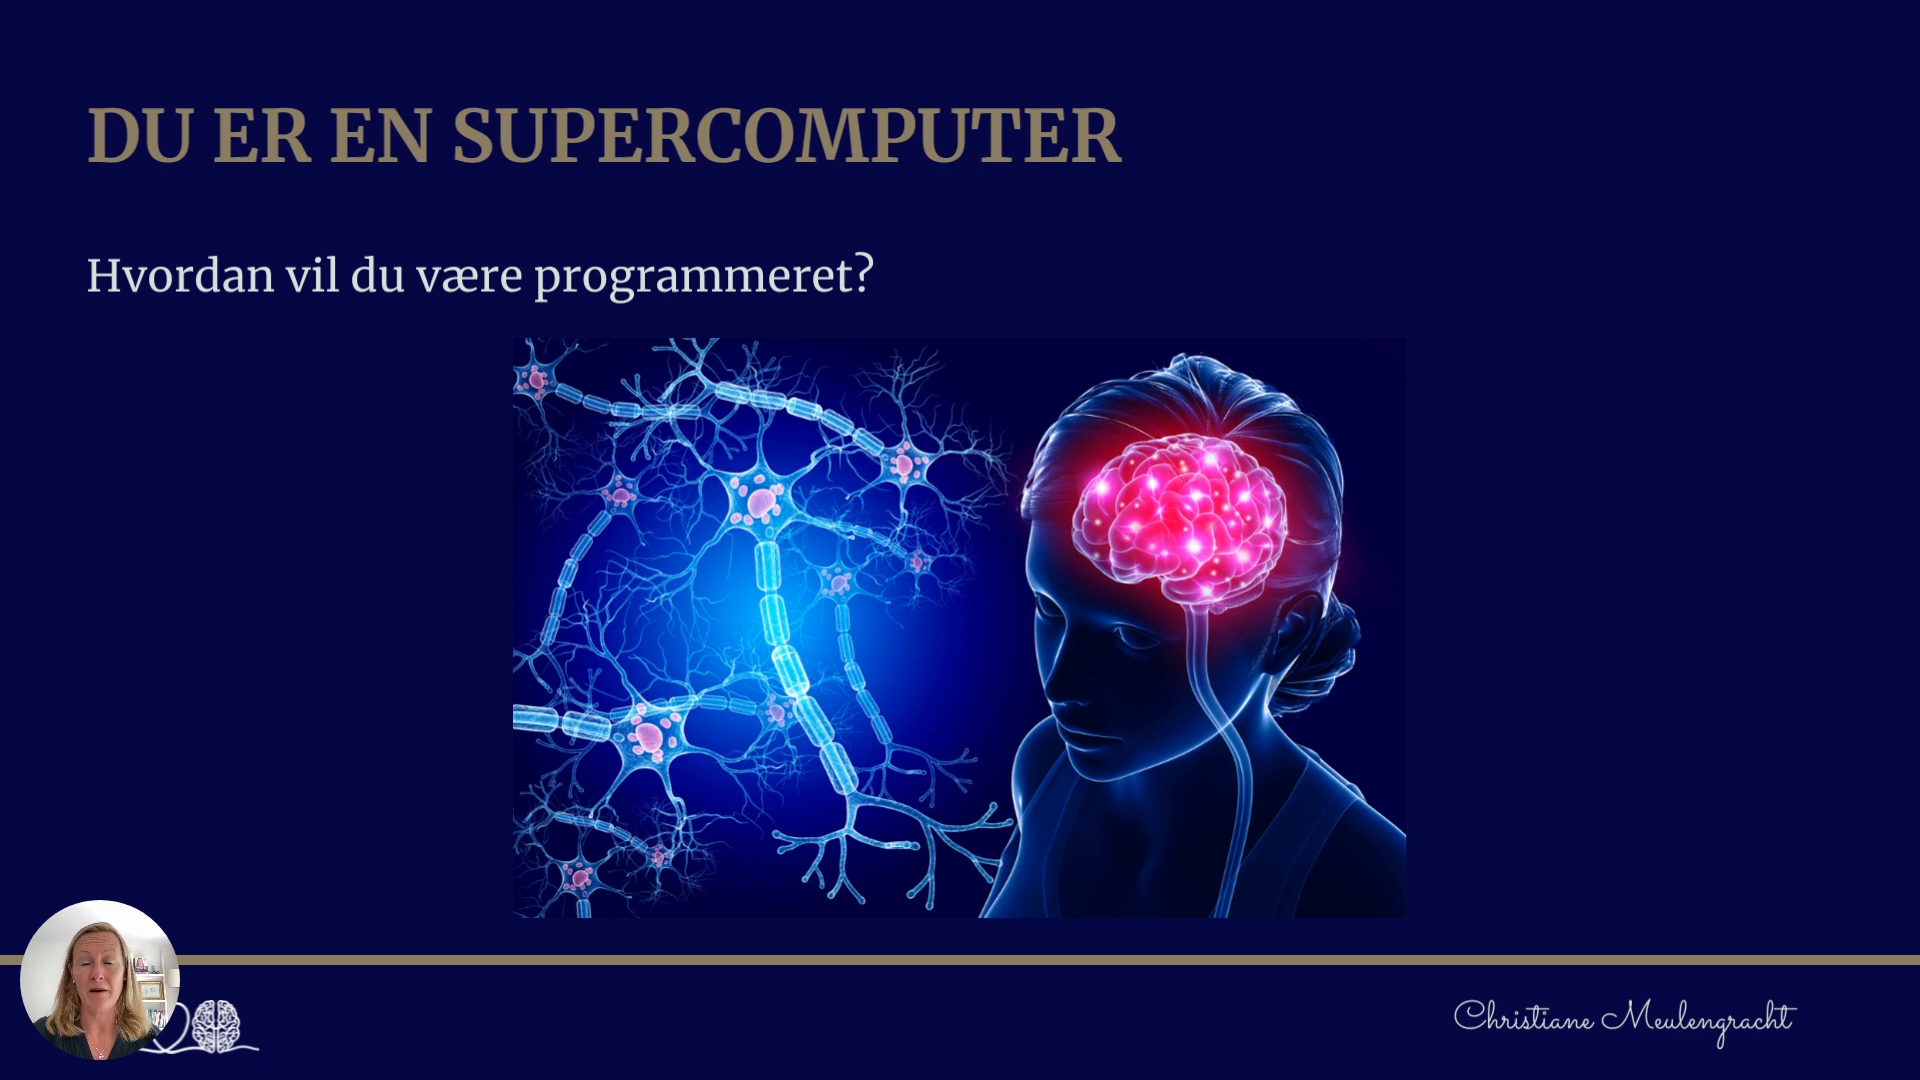 DU ER EN SUPERCOMPUTER
Hvordan vil du være programmeret?
Christiane Meulengracht